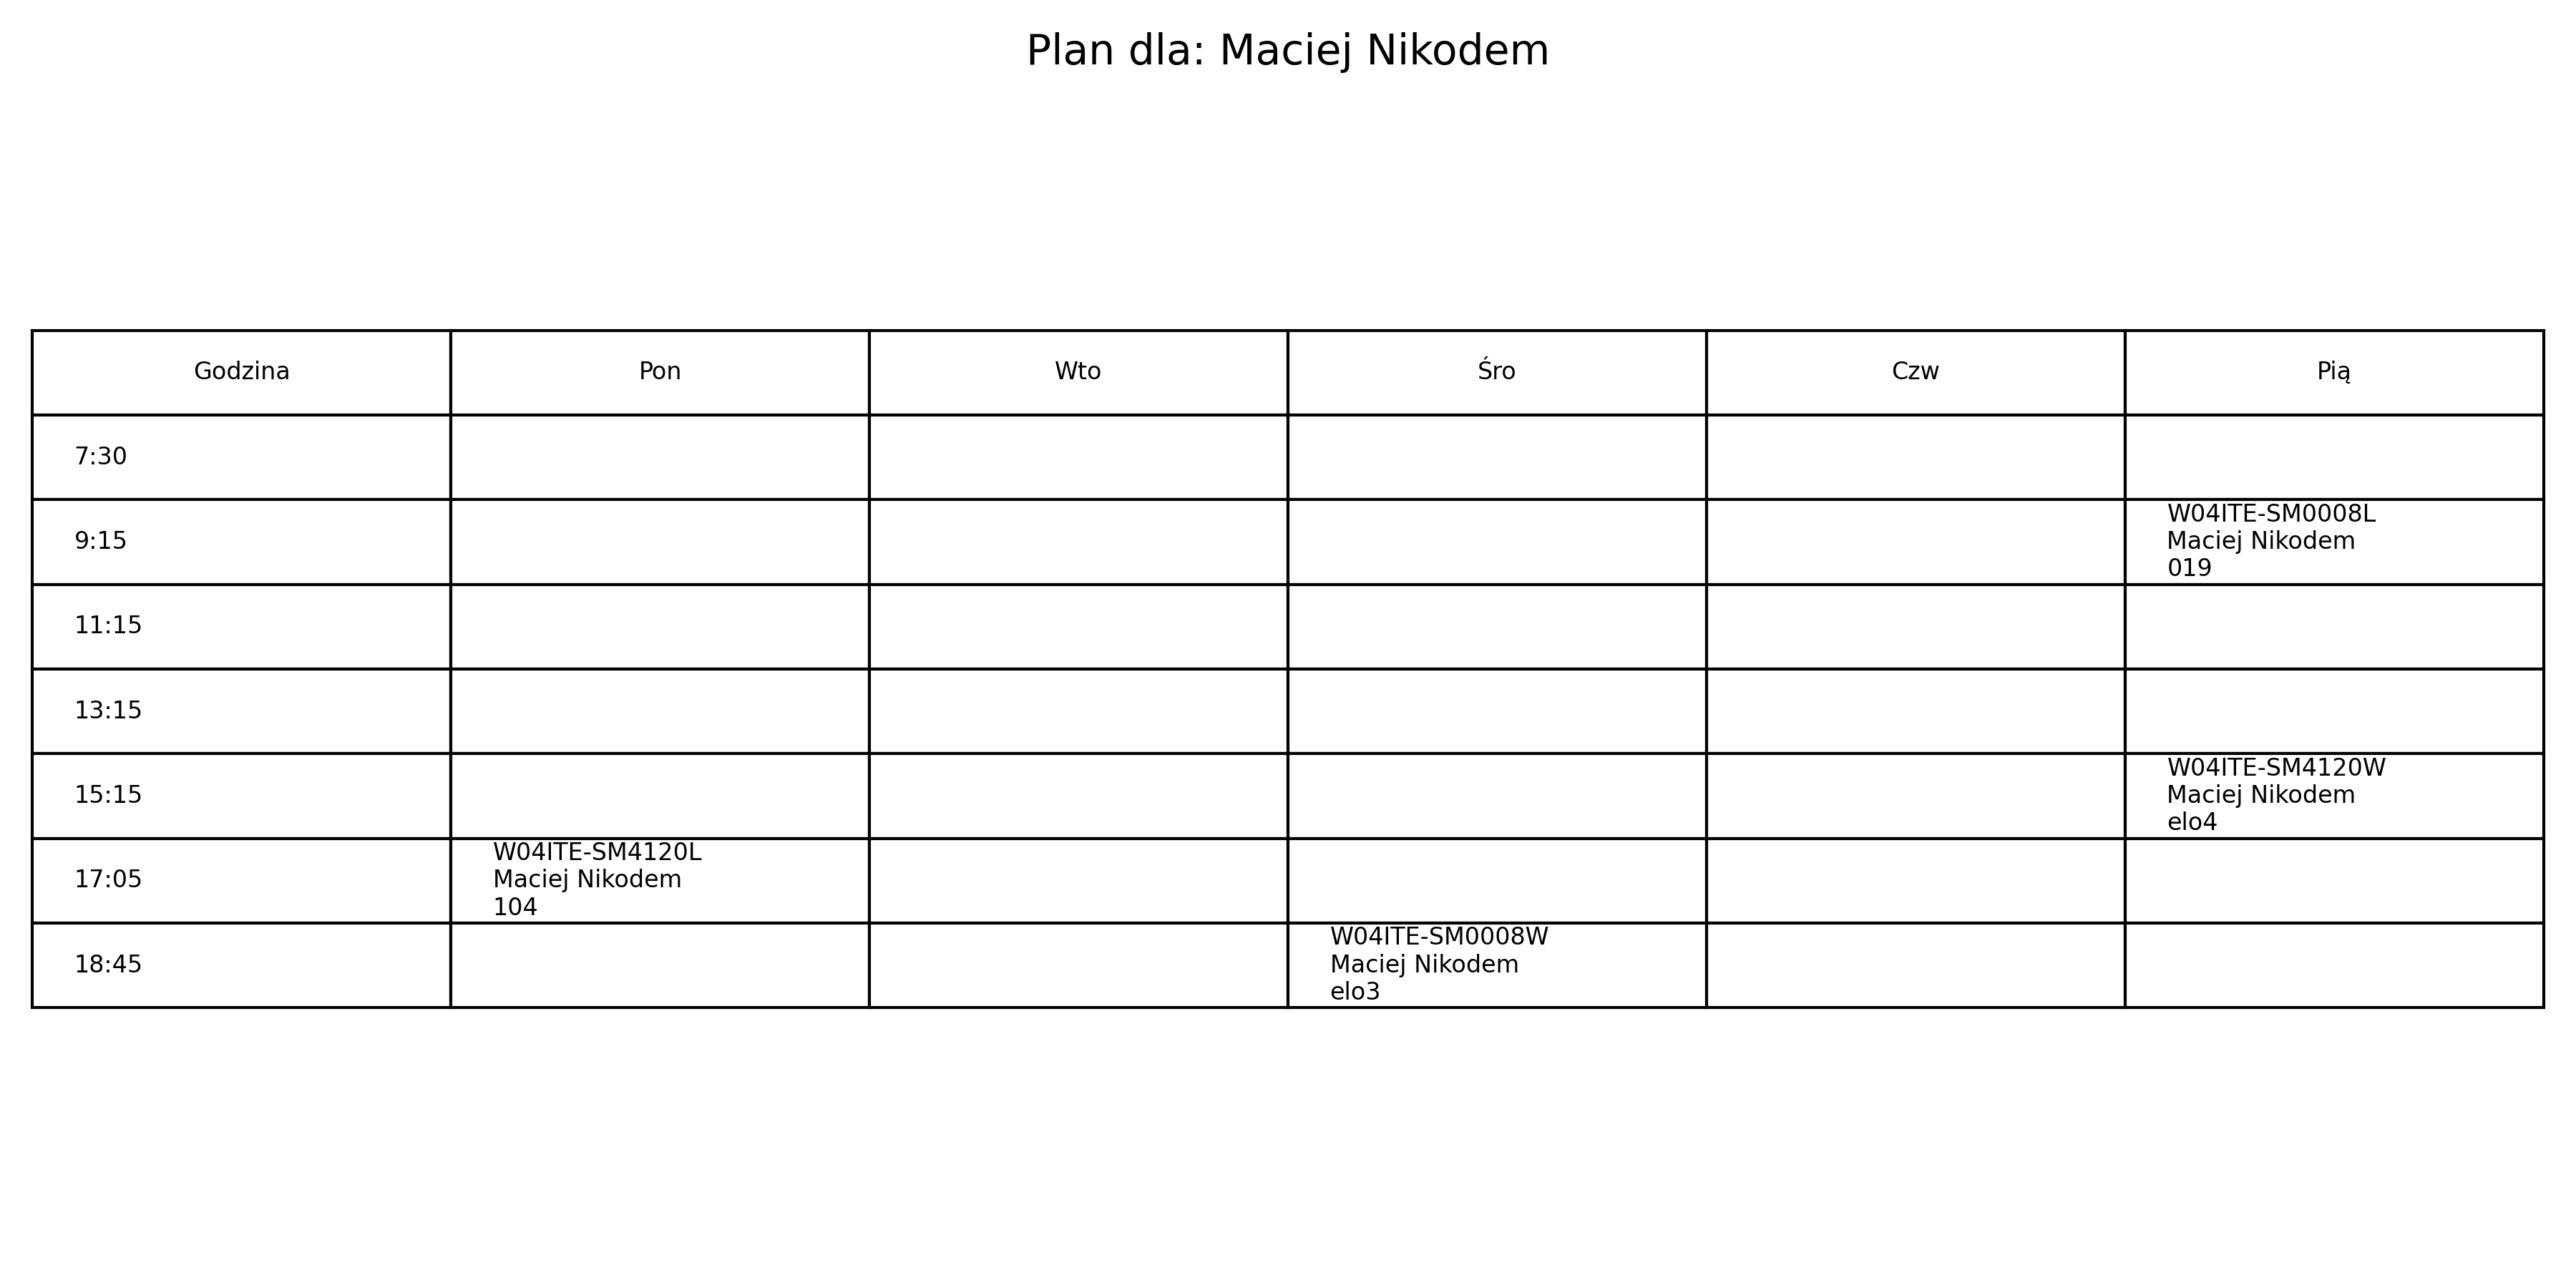 Plan dla: Maciej Nikodem
Godzina Pon Wto Śro Czw Pią
7:30
9:15
W04ITE-SM0008L
Maciej Nikodem
019
11:15
13:15
15:15
W04ITE-SM4120W
Maciej Nikodem
elo4
17:05
W04ITE-SM4120L
Maciej Nikodem
104
18:45
W04ITE-SM0008W
Maciej Nikodem
elo3